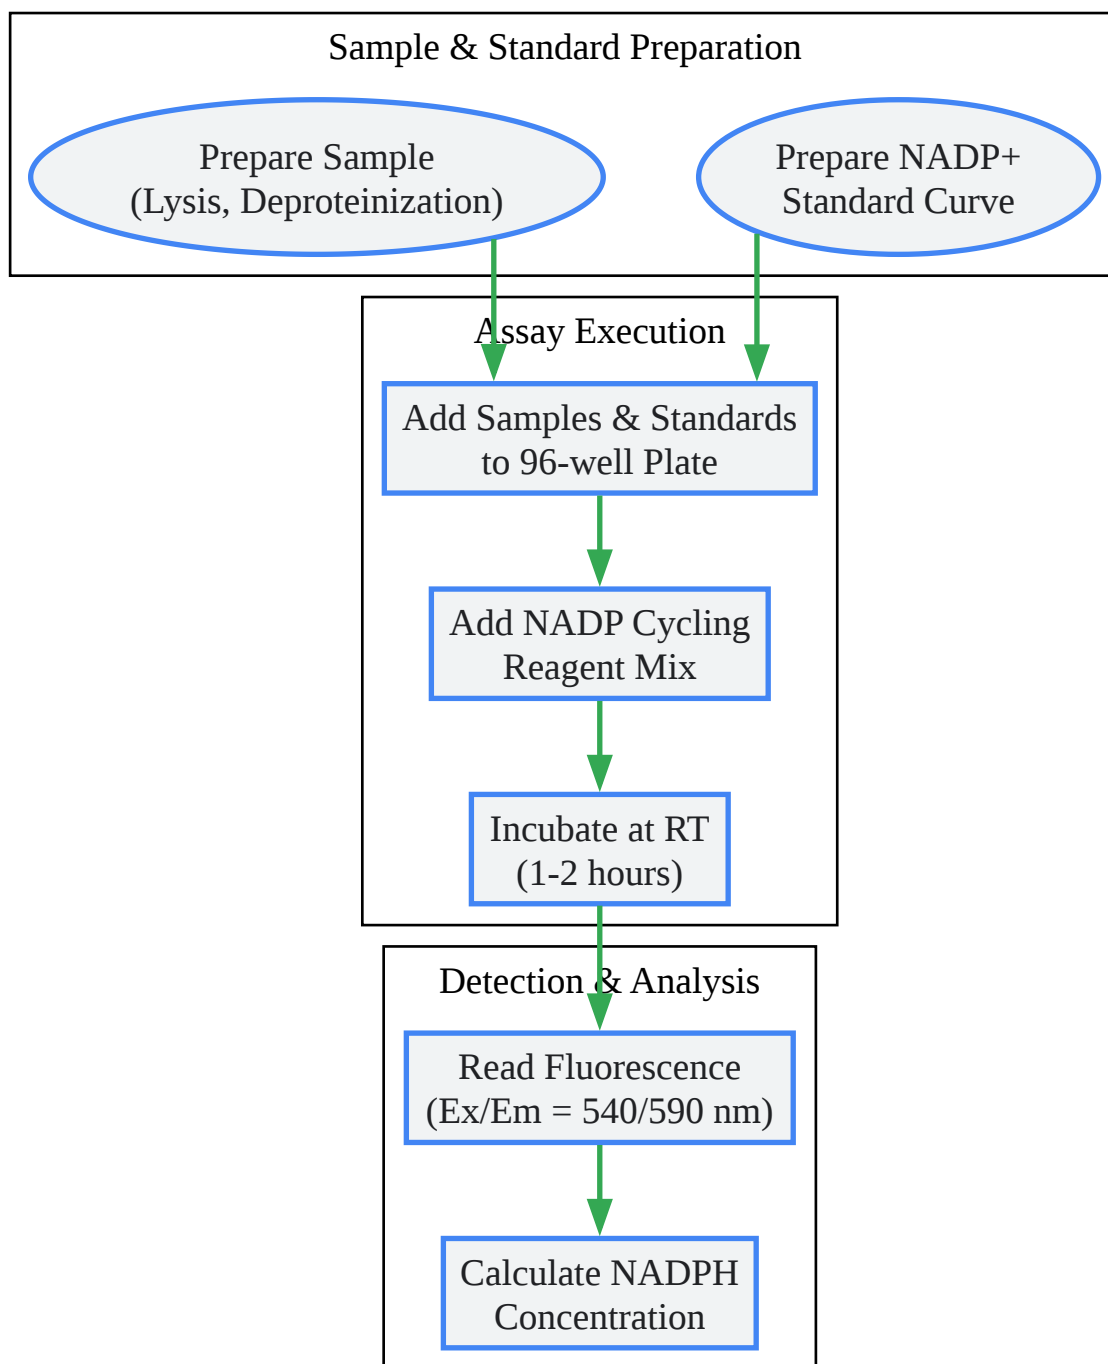 Sample & Standard Preparation
Prepare Sample
(Lysis, Deproteinization)
Prepare NADP+
Standard Curve
Assay Execution
Add Samples & Standards
to 96-well Plate
Add NADP Cycling
Reagent Mix
Incubate at RT
(1-2 hours)
Detection & Analysis
Read Fluorescence
(Ex/Em = 540/590 nm)
Calculate NADPH
Concentration